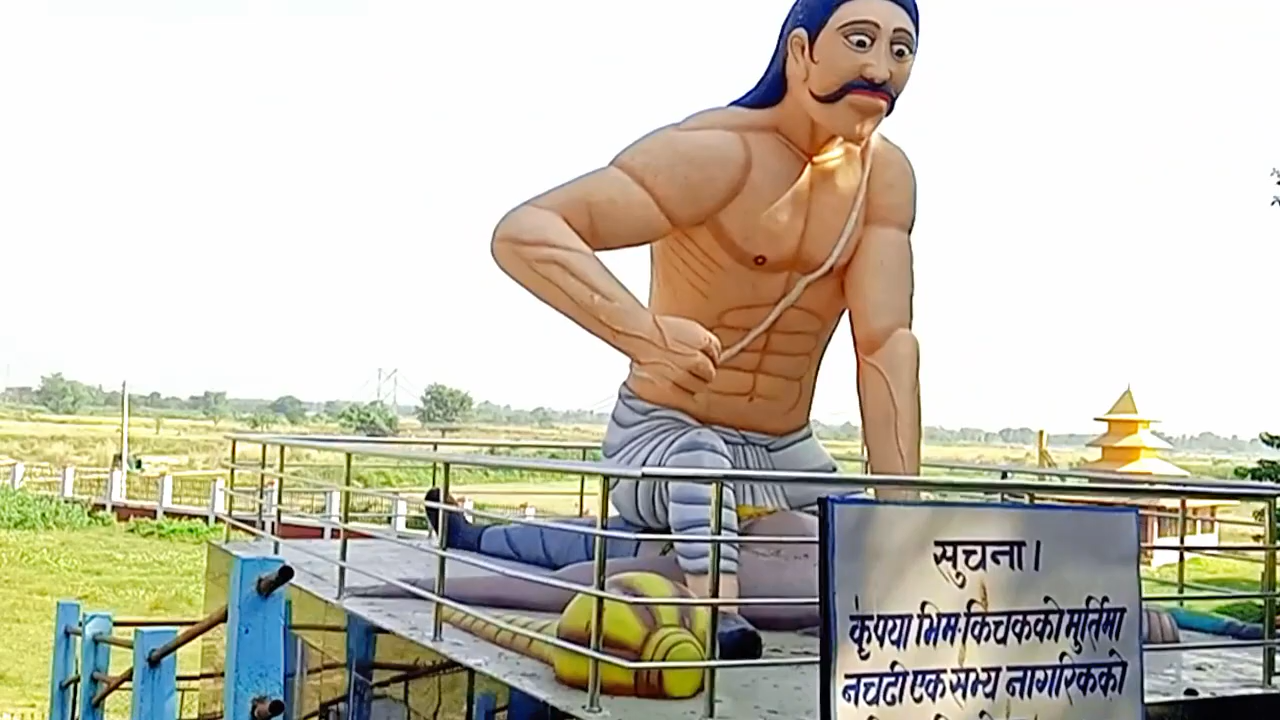 सुचना।
कृपया भिम-किचकको मुर्तिमा
नचढी एक सभ्य नागरिकको